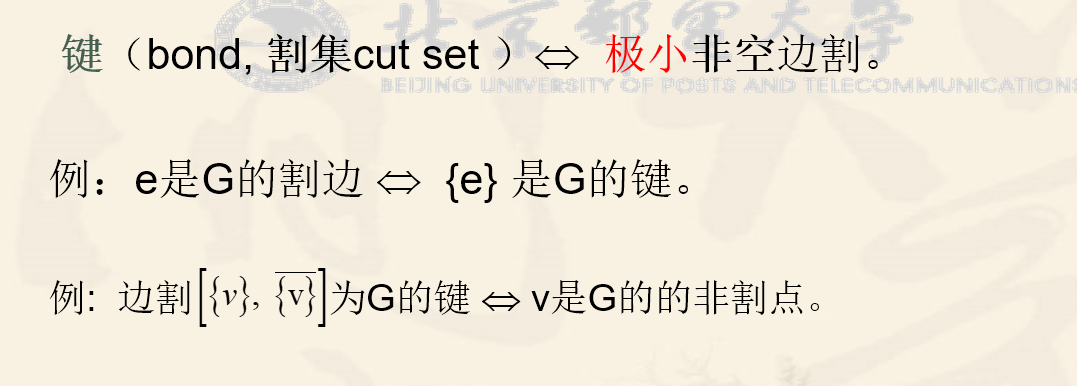 北京邮电大学
BEIJING UNIVERSITY OF POSTS AND TELECOMMUNICATIONS
键（bond, 割集cut set ）⇔ 极小非空边割。
例：e是G的割边 ⇔ {e} 是G的键。
例: 边割[{v}, \overline{{v}}]为G的键 ⇔ v是G的的非割点。